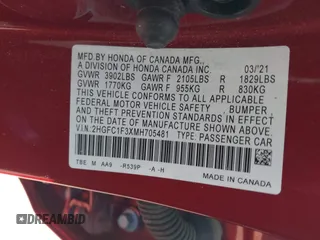 MFD BY HONDA OF CANADA MFG.,
A DIVISION OF HONDA CANADA INC. 03/'21
GVWR 3902LBS GAWR F 2105LBS R 1829LBS
GVWR 1770KG GAWR F 955KG R 830KG
THIS VEHICLE CONFORMS TO ALL APPLICABLE
FEDERAL MOTOR VEHICLE SAFETY, BUMPER
AND THEFT PREVENTION STANDARDS IN EFFECT
ON THE DATE OF MANUFACTURE SHOWN ABOVE.
V.I.N: 2HGFC1F3XMH705481 TYPE: PASSENGER CAR
TBE M AA9 -R539P -A -H
MADE IN CANADA
DREAMBID